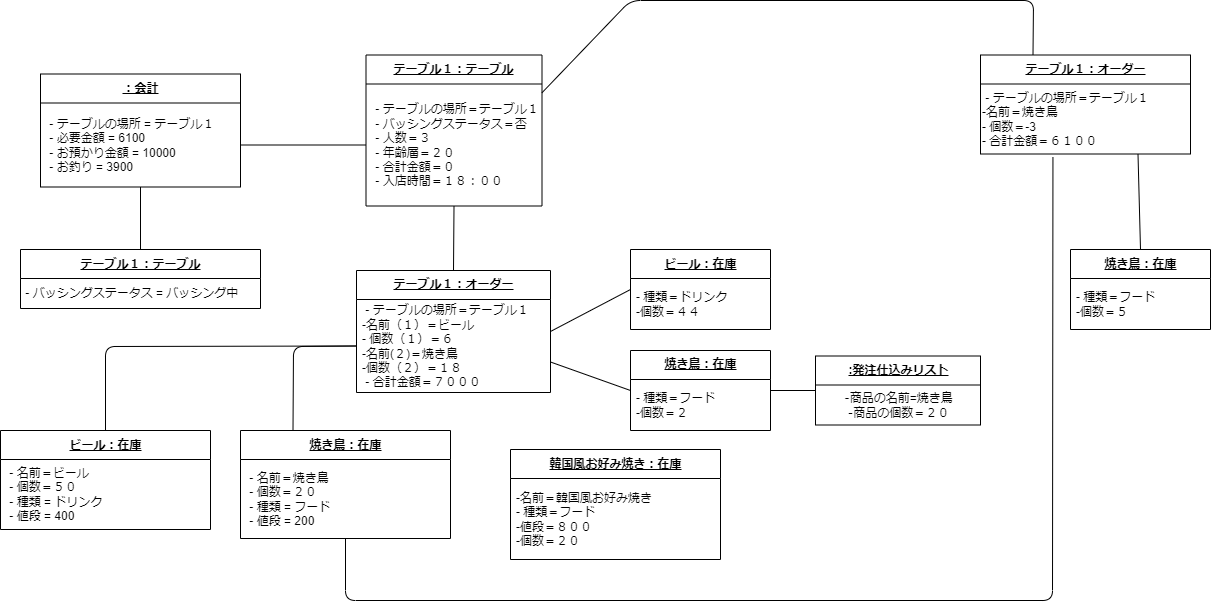 ：会計
- テーブルの場所 = テーブル１
- 必要金額 = 6100
- お預かり金額 = 10000
- お釣り = 3900
テーブル１：テーブル
- テーブルの場所＝テーブル１
- バッシングステータス＝否
- 人数＝３
- 年齢層＝２０
- 合計金額＝０
- 入店時間＝１８：００
テーブル１：オーダー
- テーブルの場所＝テーブル１
-名前＝焼き鳥
- 個数=-3
- 合計金額＝６１００
テーブル１：テーブル
- バッシングステータス = バッシング中
テーブル１：オーダー
- テーブルの場所＝テーブル１
-名前（１）＝ビール
- 個数（１）＝６
-名前(２)＝焼き鳥
-個数（２）＝１８
- 合計金額＝７０００
ビール：在庫
- 種類＝ドリンク
-個数＝４４
焼き鳥：在庫
- 種類＝フード
-個数＝５
焼き鳥：在庫
- 種類＝フード
-個数＝２
:発注仕込みリスト
-商品の名前=焼き鳥
-商品の個数＝２０
ビール：在庫
- 名前＝ビール
- 個数＝５０
- 種類 = ドリンク
- 値段 = 400
焼き鳥：在庫
- 名前＝焼き鳥
- 個数＝２０
- 種類＝フード
- 値段＝200
韓国風お好み焼き：在庫
-名前＝韓国風お好み焼き
- 種類＝フード
-値段＝８００
-個数＝２０